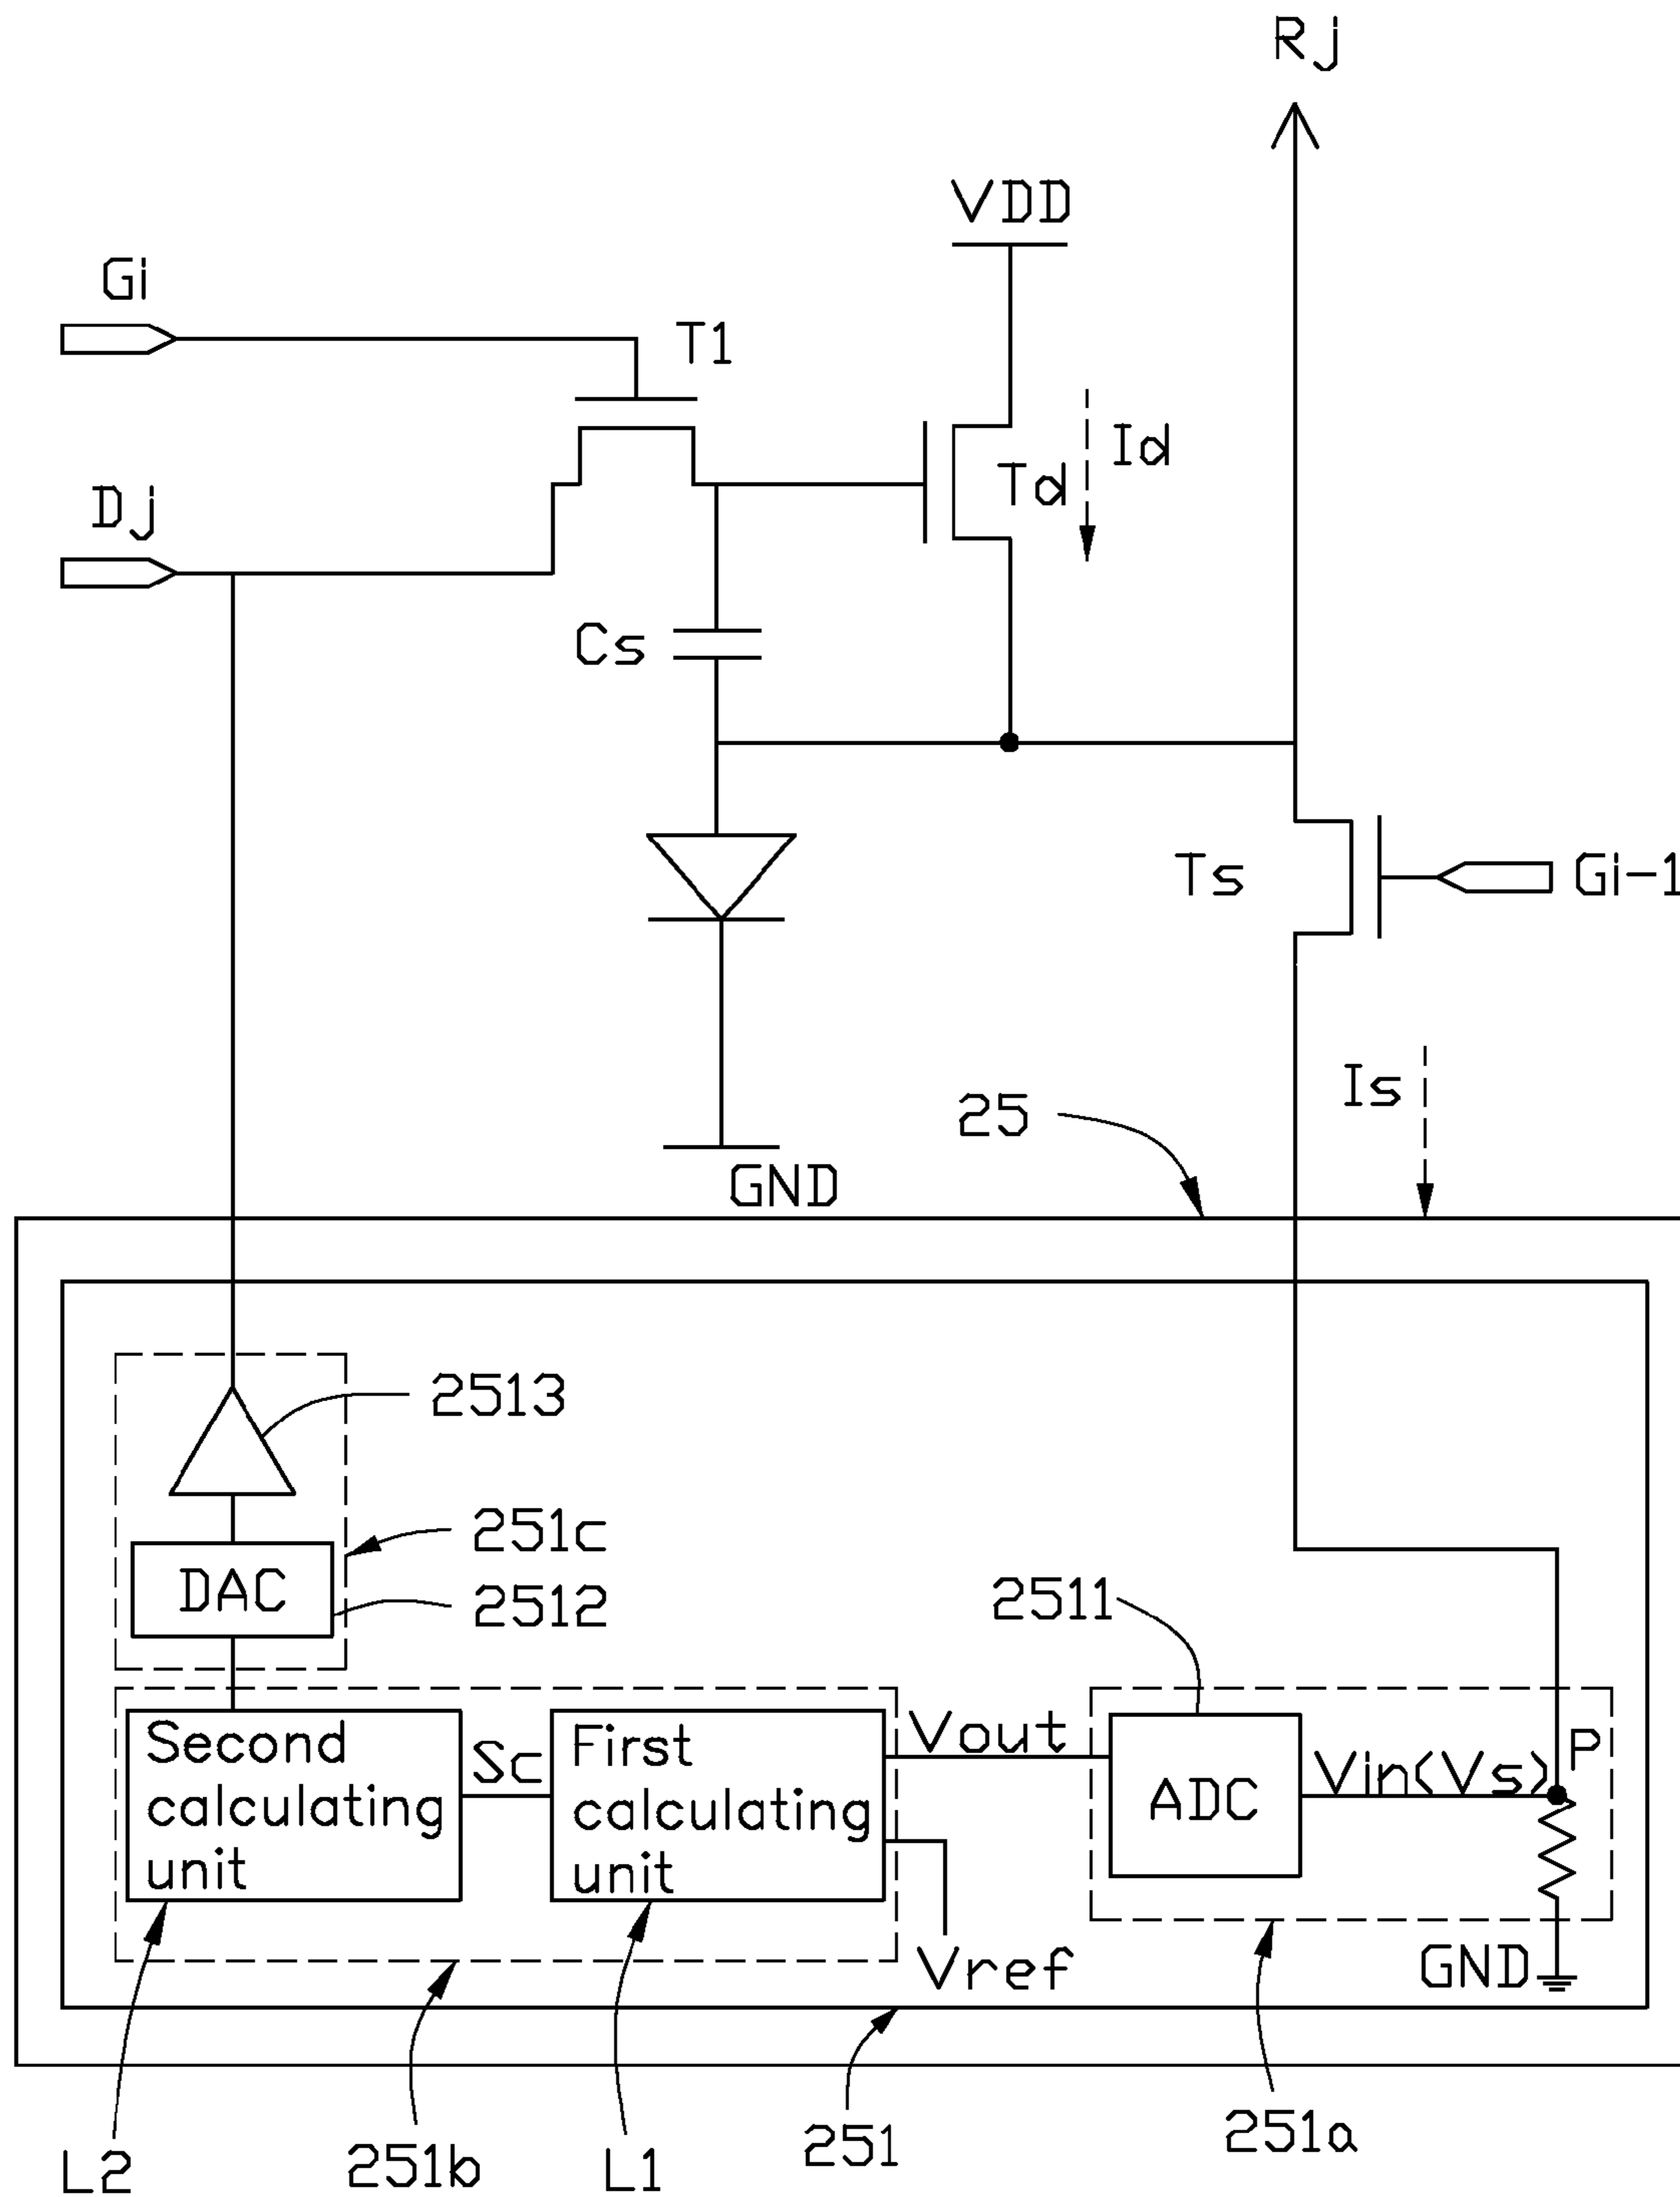 Rj
VDD
Gi
T1
Id
Td
Dj
Cs
Ts
Gi-1
Is
25
GND
2513
251c
DAC
2512
2511
Second
calculating
unit
Sc
First
calculating
unit
Vout
ADC
Vin(Vs)
P
Vref
GND
L2
251b
L1
251
251a